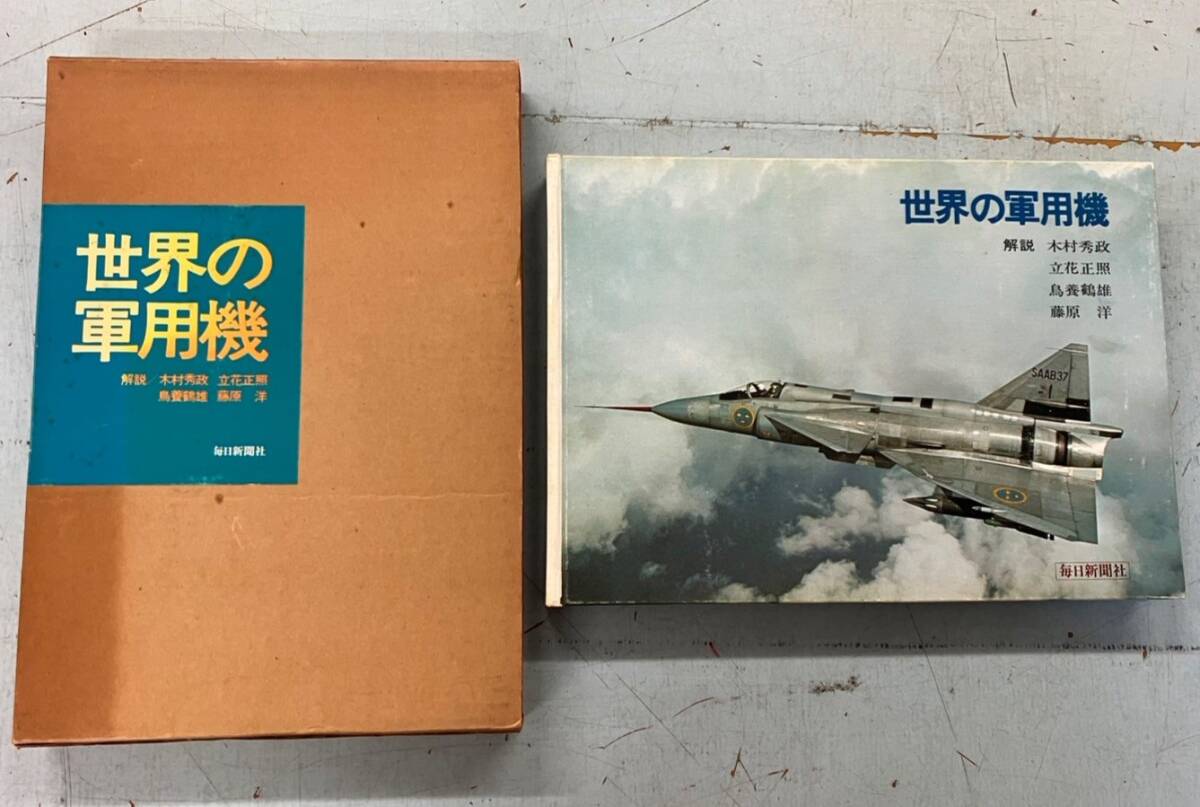 世界の
軍用機
解説／木村秀政 立花正照
鳥養鶴雄 藤原 洋
毎日新聞社
世界の軍用機
解説 木村秀政
立花正照
鳥養鶴雄
藤原 洋
SAAB37
1
毎日新聞社